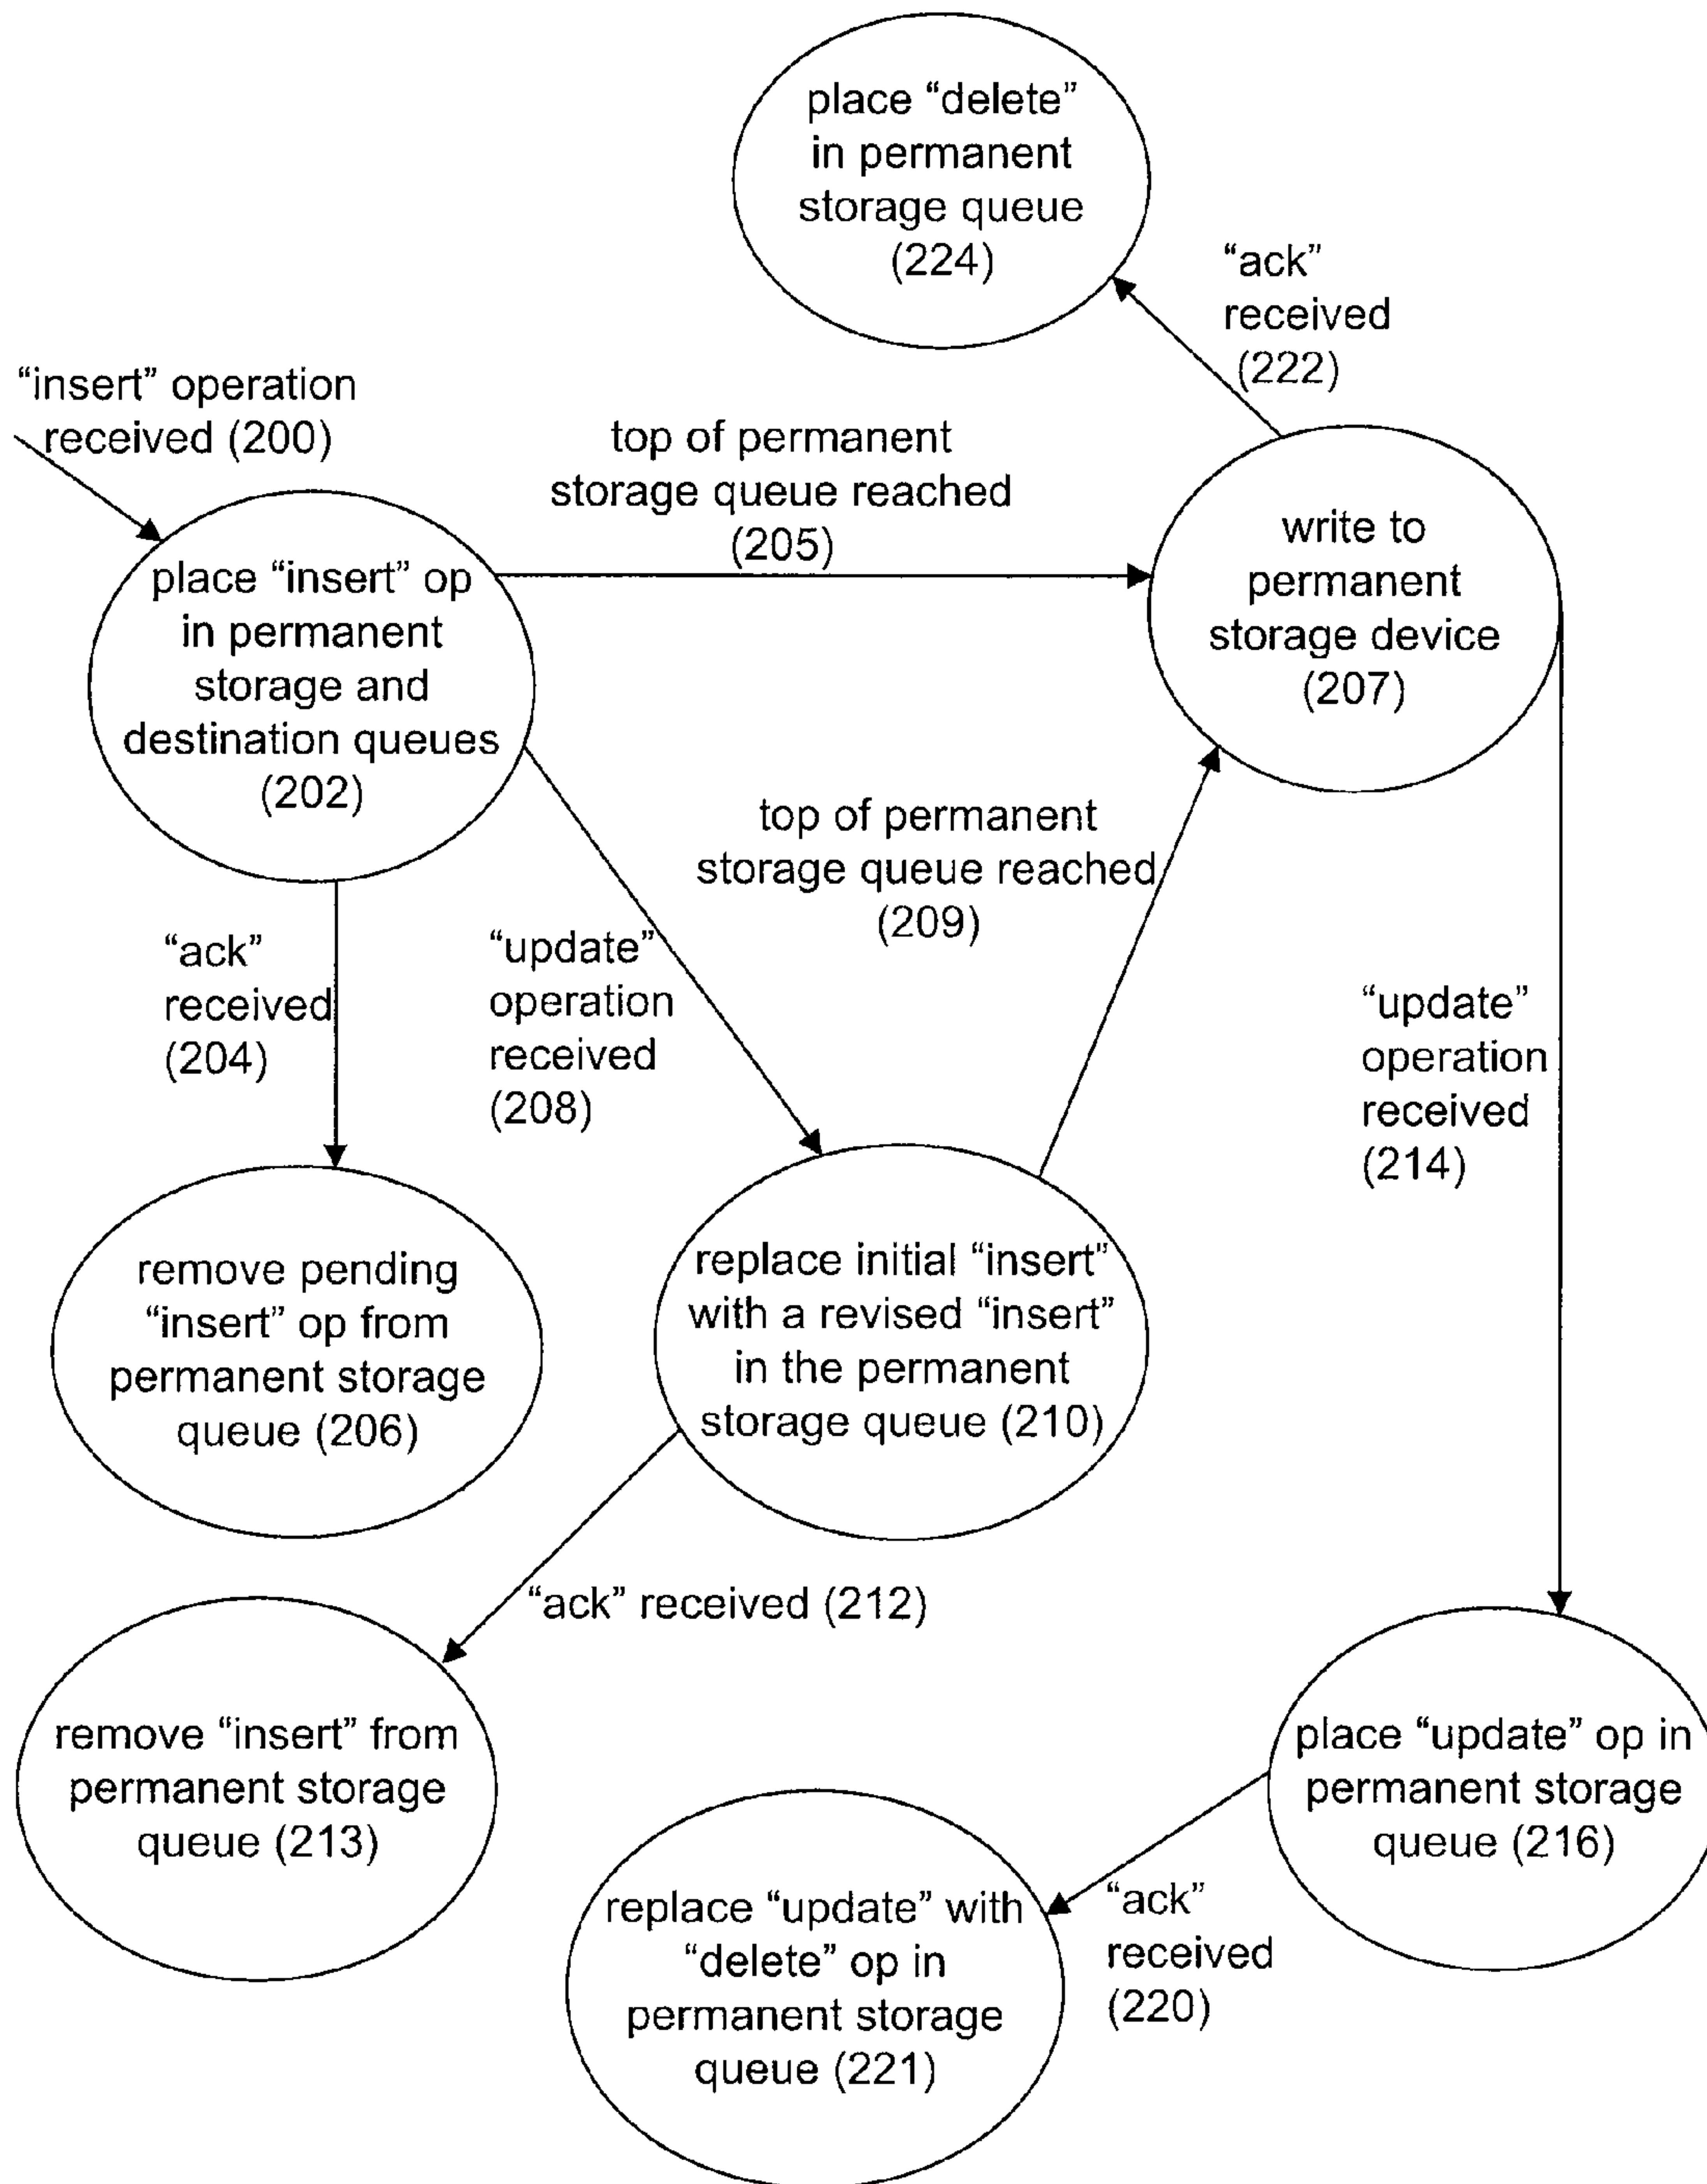 place “delete”
in permanent
storage queue
(224)
“ack”
received
(222)
“insert” operation
received (200)
top of permanent
storage queue reached
(205)
place “insert” op
in permanent
storage and
destination queues
(202)
write to
permanent
storage device
(207)
top of permanent
storage queue reached
(209)
“ack”
received
(204)
“update”
operation
received
(208)
“update”
operation
received
(214)
remove pending
“insert” op from
permanent storage
queue (206)
replace initial “insert”
with a revised “insert”
in the permanent
storage queue (210)
“ack” received (212)
remove “insert” from
permanent storage
queue (213)
place “update” op in
permanent storage
queue (216)
replace “update” with
“delete” op in
permanent storage
queue (221)
“ack”
received
(220)